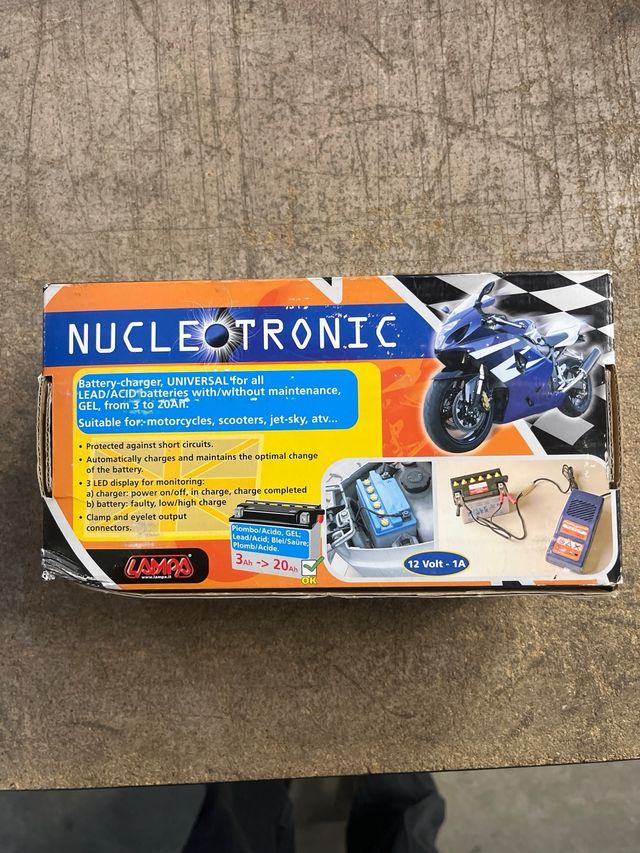 NUCLEOTRONIC
Battery-charger, UNIVERSAL for all
LEAD/ACID batteries with/without maintenance,
GEL, from 3 to 20Ah.
Suitable for: motorcycles, scooters, jet-sky, atv...
• Protected against short circuits.
• Automatically charges and maintains the optimal change
of the battery.
• 3 LED display for monitoring:
a) charger: power on/off, in charge, charge completed
b) battery: faulty, low/high charge
• Clamp and eyelet output
connectors.
Piombo/Acido, GEL;
Lead/Acid; Blei/Saüre;
Plomb/Acide.
3Ah -> 20Ah
OK
LAMPA
www.lampa.it
12 Volt - 1A